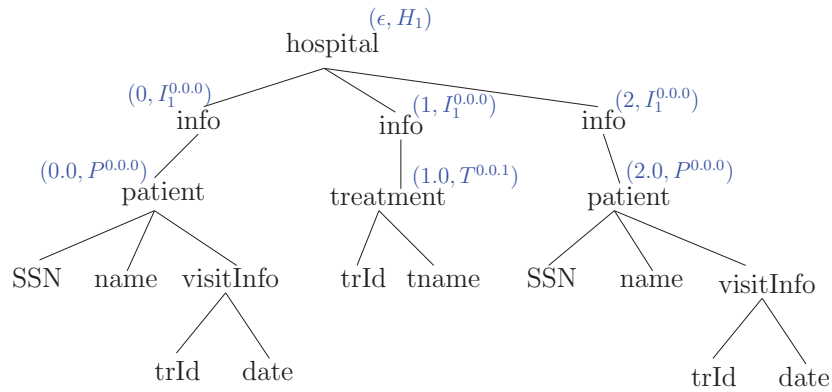 (ϵ, H₁)
hospital
(0, I₁^{0.0.0}) (1, I₁^{0.0.0}) (2, I₁^{0.0.0})
info info info
(0.0, P^{0.0.0}) (1.0, T^{0.0.1}) (2.0, P^{0.0.0})
patient treatment patient
SSN name visitInfo trId tname SSN name visitInfo
trId date trId date